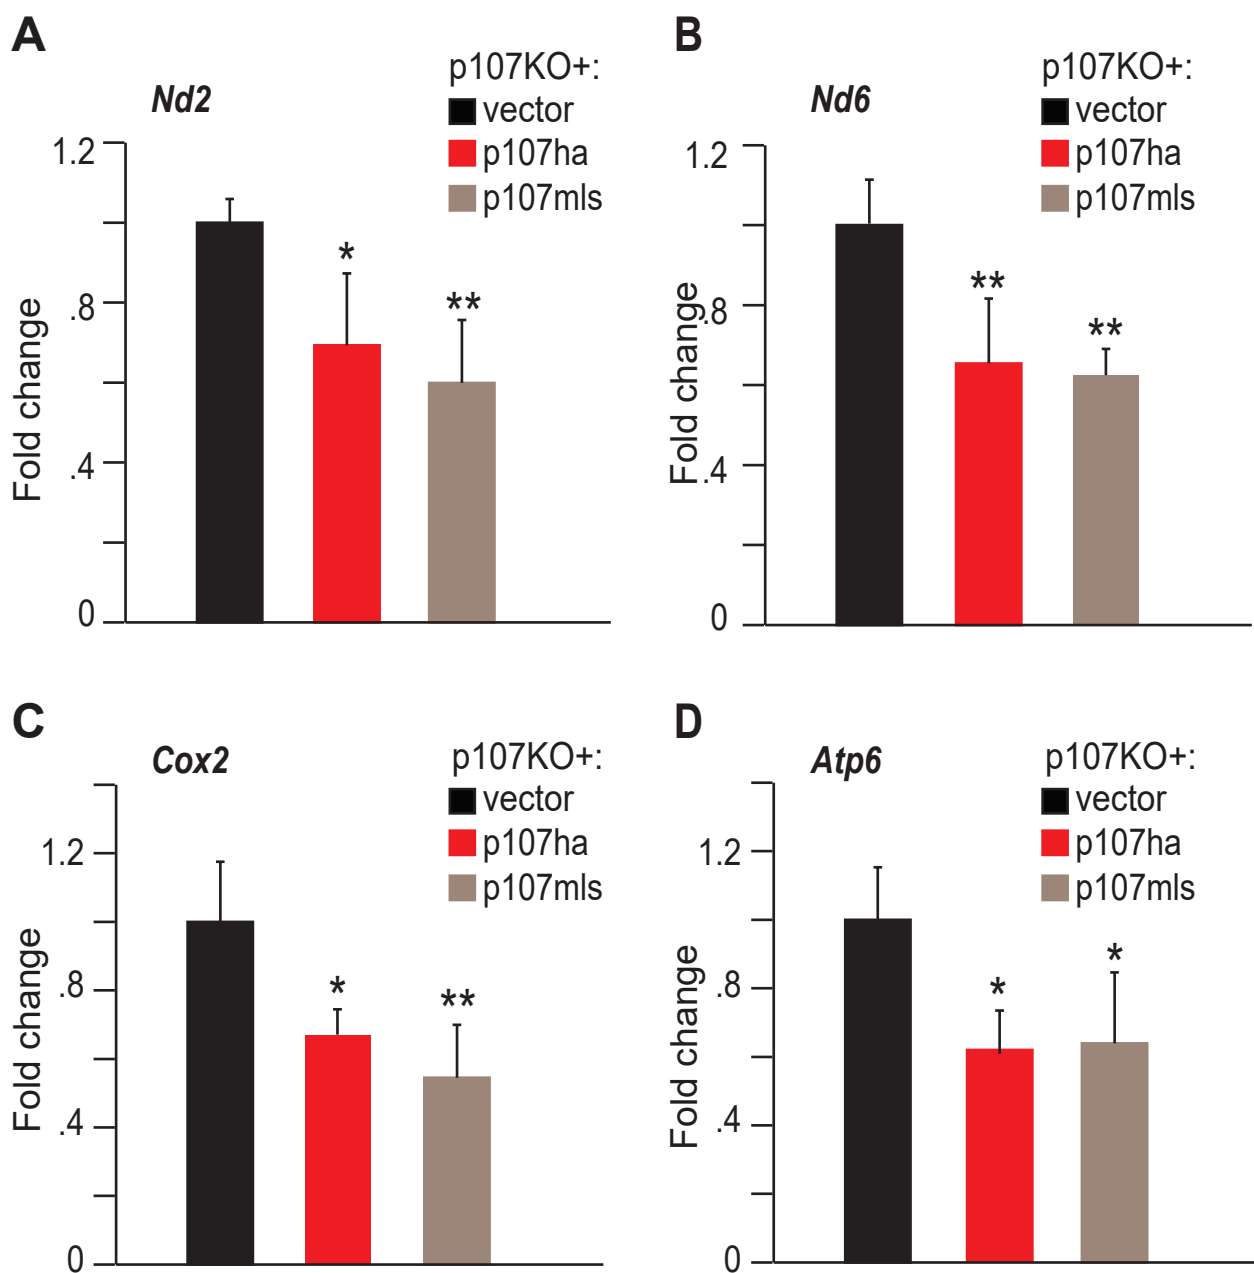 A
Nd2
p107KO+:
vector
p107ha
p107mls
1.2
.8
.4
0
Fold change
*
**
B
Nd6
p107KO+:
vector
p107ha
p107mls
1.2
.8
.4
0
Fold change
**
**
C
Cox2
p107KO+:
vector
p107ha
p107mls
1.2
.8
.4
0
Fold change
*
**
D
Atp6
p107KO+:
vector
p107ha
p107mls
1.2
.8
.4
0
Fold change
*
*